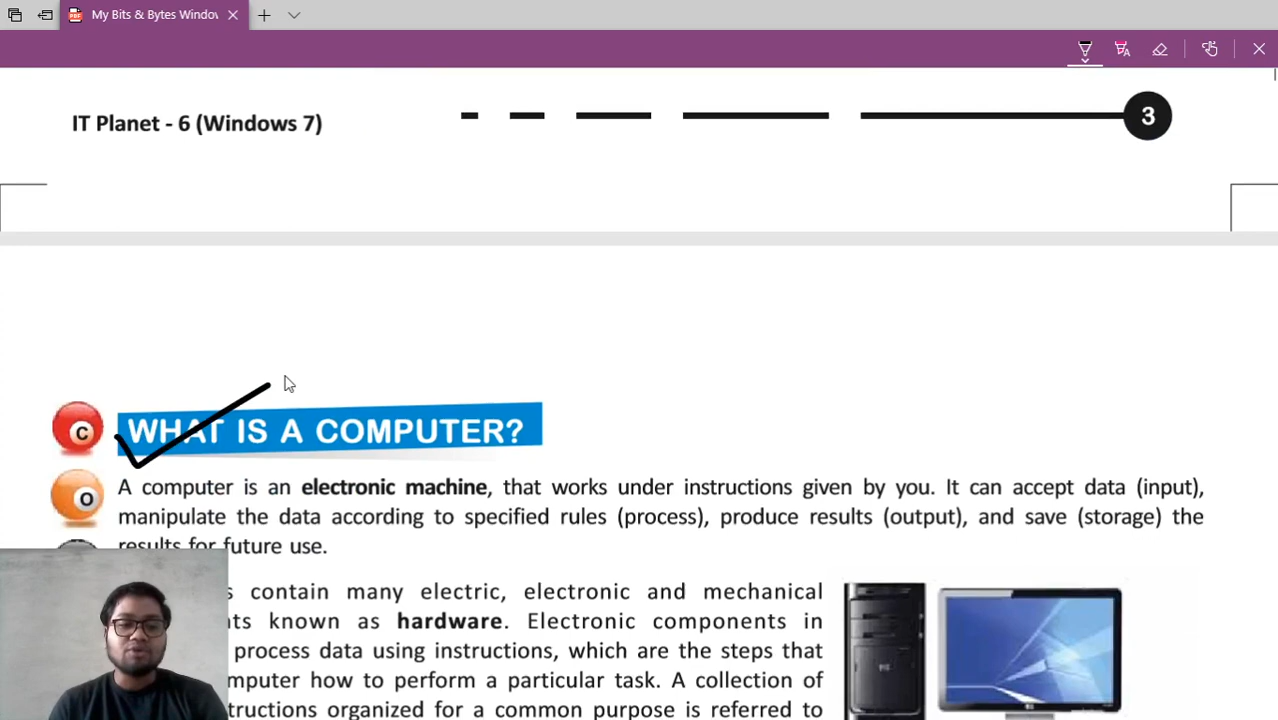 My Bits & Bytes Window
IT Planet - 6 (Windows 7)
3
C
WHAT IS A COMPUTER?
O
A computer is an electronic machine, that works under instructions given by you. It can accept data (input),
manipulate the data according to specified rules (process), produce results (output), and save (storage) the
results for future use.
contain many electric, electronic and mechanical
known as hardware. Electronic components in
process data using instructions, which are the steps that
how to perform a particular task. A collection of
organized for a common purpose is referred to